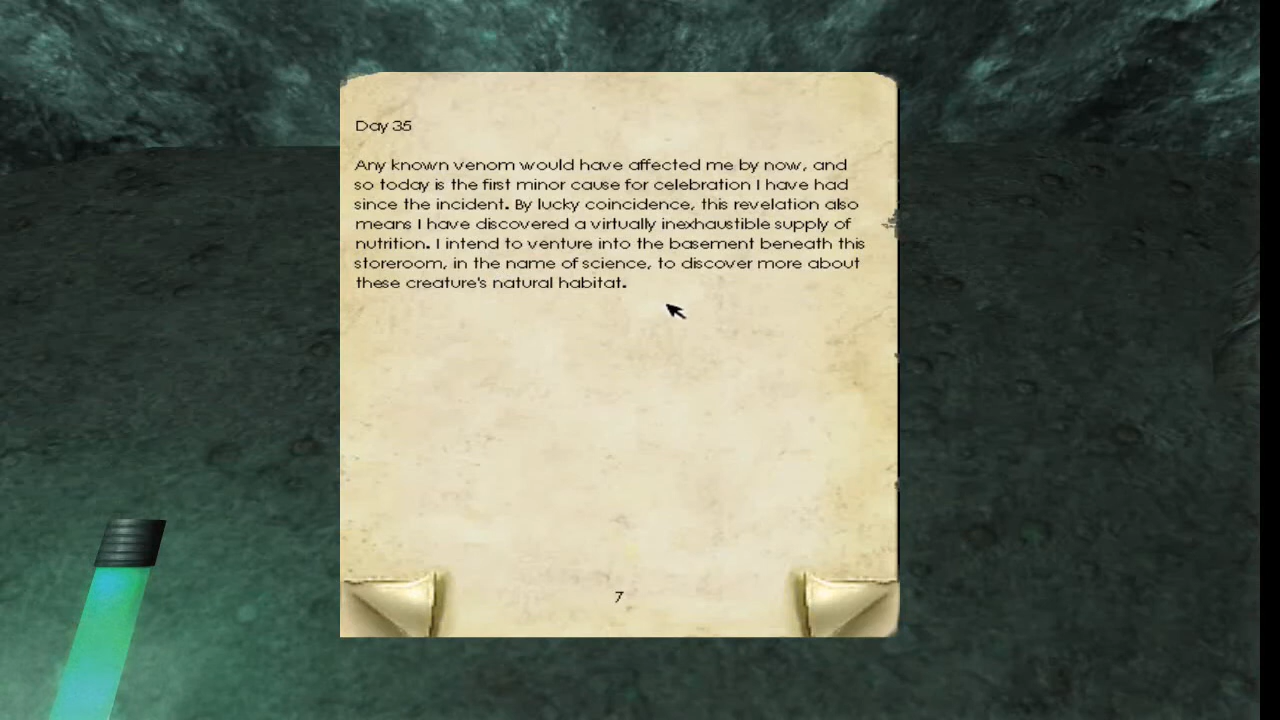 Day 35
Any known venom would have affected me by now, and
so today is the first minor cause for celebration I have had
since the incident. By lucky coincidence, this revelation also
means I have discovered a virtually inexhaustible supply of
nutrition. I intend to venture into the basement beneath this
storeroom, in the name of science, to discover more about
these creature's natural habitat.
7